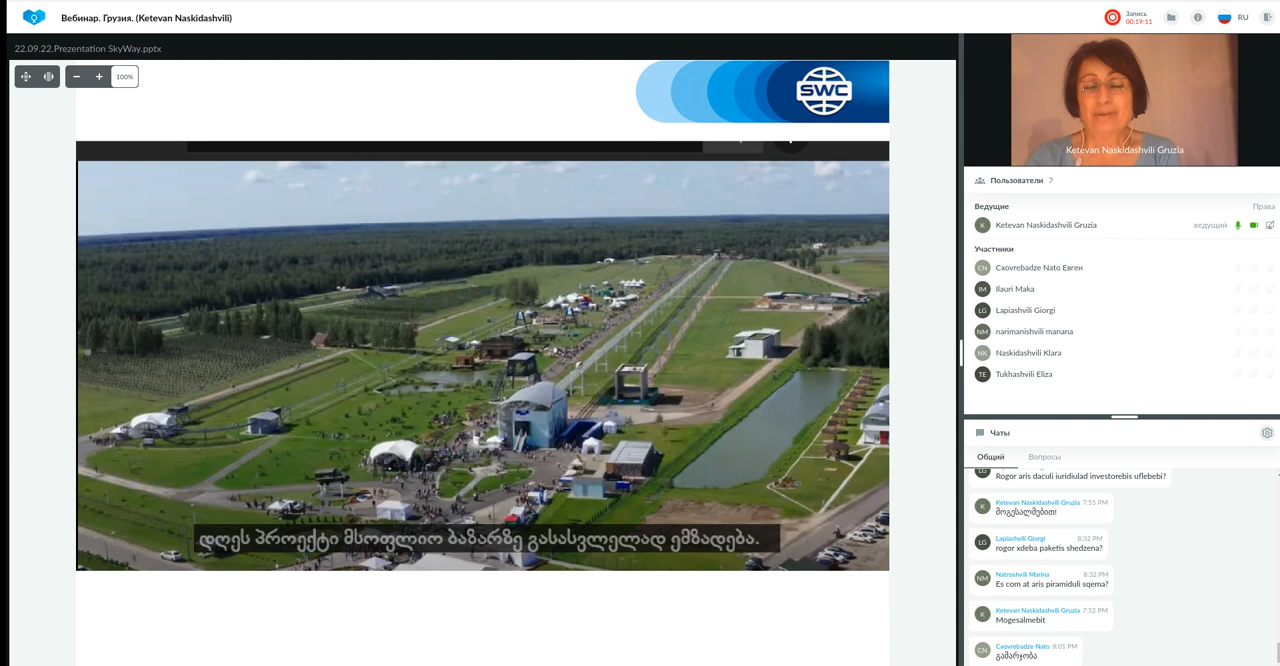 Вебинар. Грузия. (Ketevan Naskidashvili)
Запись
00:19:11
RU
22.09.22.Prezentation SkyWay.pptx
100%
SWC
დღეს პროექტი მსოფლიო ბაზარზე გასასვლელად ემზადება.
Ketevan Naskidashvili Gruzia
Пользователи 7
Ведущие Права
K Ketevan Naskidashvili Gruzia ведущий
Участники
CN Cxovrebadze Nato Евген
IM Ilauri Maka
LG Lapiashvili Giorgi
NM narimanishvili manana
NK Naskidashvili Klara
TE Tukhashvili Eliza
Чаты
Общий Вопросы
LG
Rogor aris daculi iuridiulad investorebis uflebebi?
Ketevan Naskidashvili Gruzia 7:55 PM
K მოგესალმებით!
Lapiashvili Giorgi 8:32 PM
LG rogor xdeba paketis shedzena?
Natroshvili Marina 8:32 PM
NM Es com at aris piramiduli sqema?
Ketevan Naskidashvili Gruzia 7:52 PM
K Mogesalmebit
Cxovrebadze Nato 8:01 PM
CN გამარჯობა